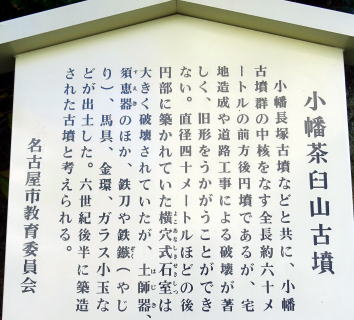 小幡茶臼山古墳
小幡長塚古墳などと共に、小幡
古墳群の中核をなす全長約六十メ
ートルの前方後円墳であるが、宅
地造成や道路工事による破壊が著
しく、旧形をうかがうことができ
ない。直径四十メートルほどの後
円部に築かれていた横穴式石室は
大きく破壊されていたが、土師器、
須恵器のほか、鉄刀や鉄鏃(やじ
り)、馬具、金環、ガラス小玉な
どが出土した。六世紀後半に築造
された古墳と考えられる。
名古屋市教育委員会